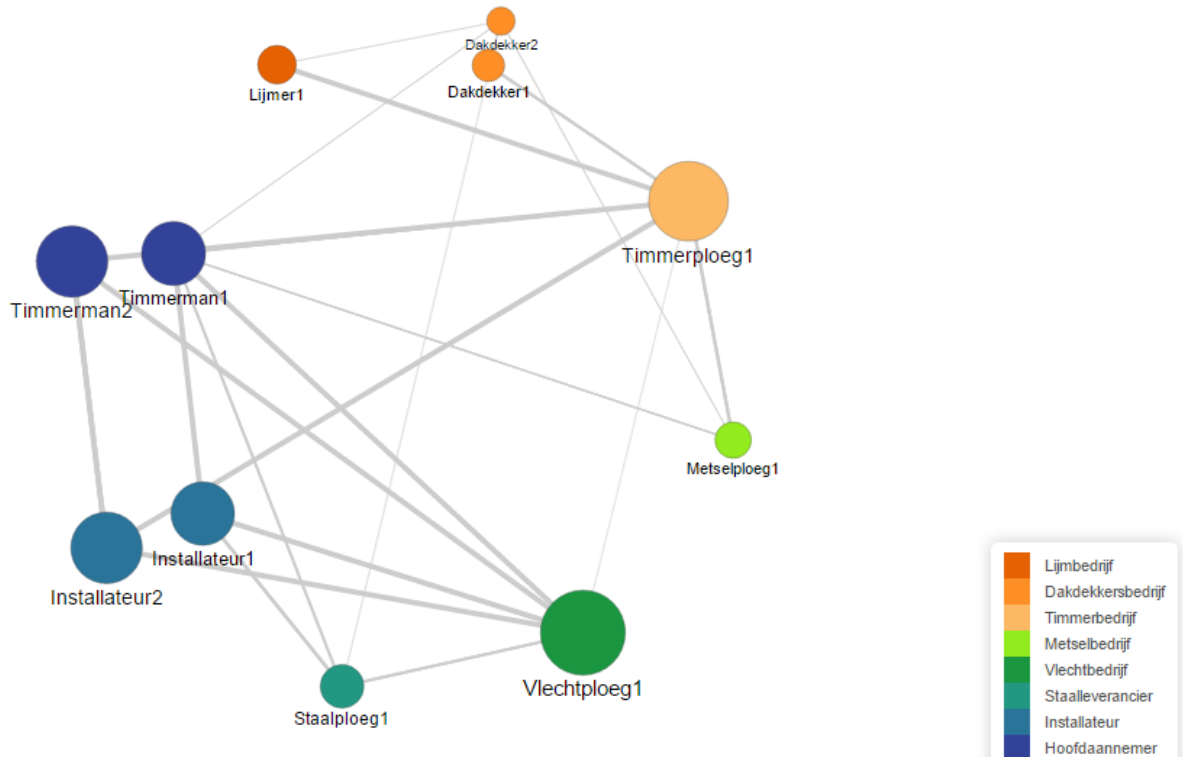 Dakdekker2
Lijmer1
Dakdekker1
Timmerploeg1
Timmerman2
Timmerman1
Metselploeg1
Installateur1
Installateur2
Vlechtploeg1
Staalploeg1
Lijmbedrijf
Dakdekkersbedrijf
Timmerbedrijf
Metselbedrijf
Vlechtbedrijf
Staalleverancier
Installateur
Hoofdaannemer